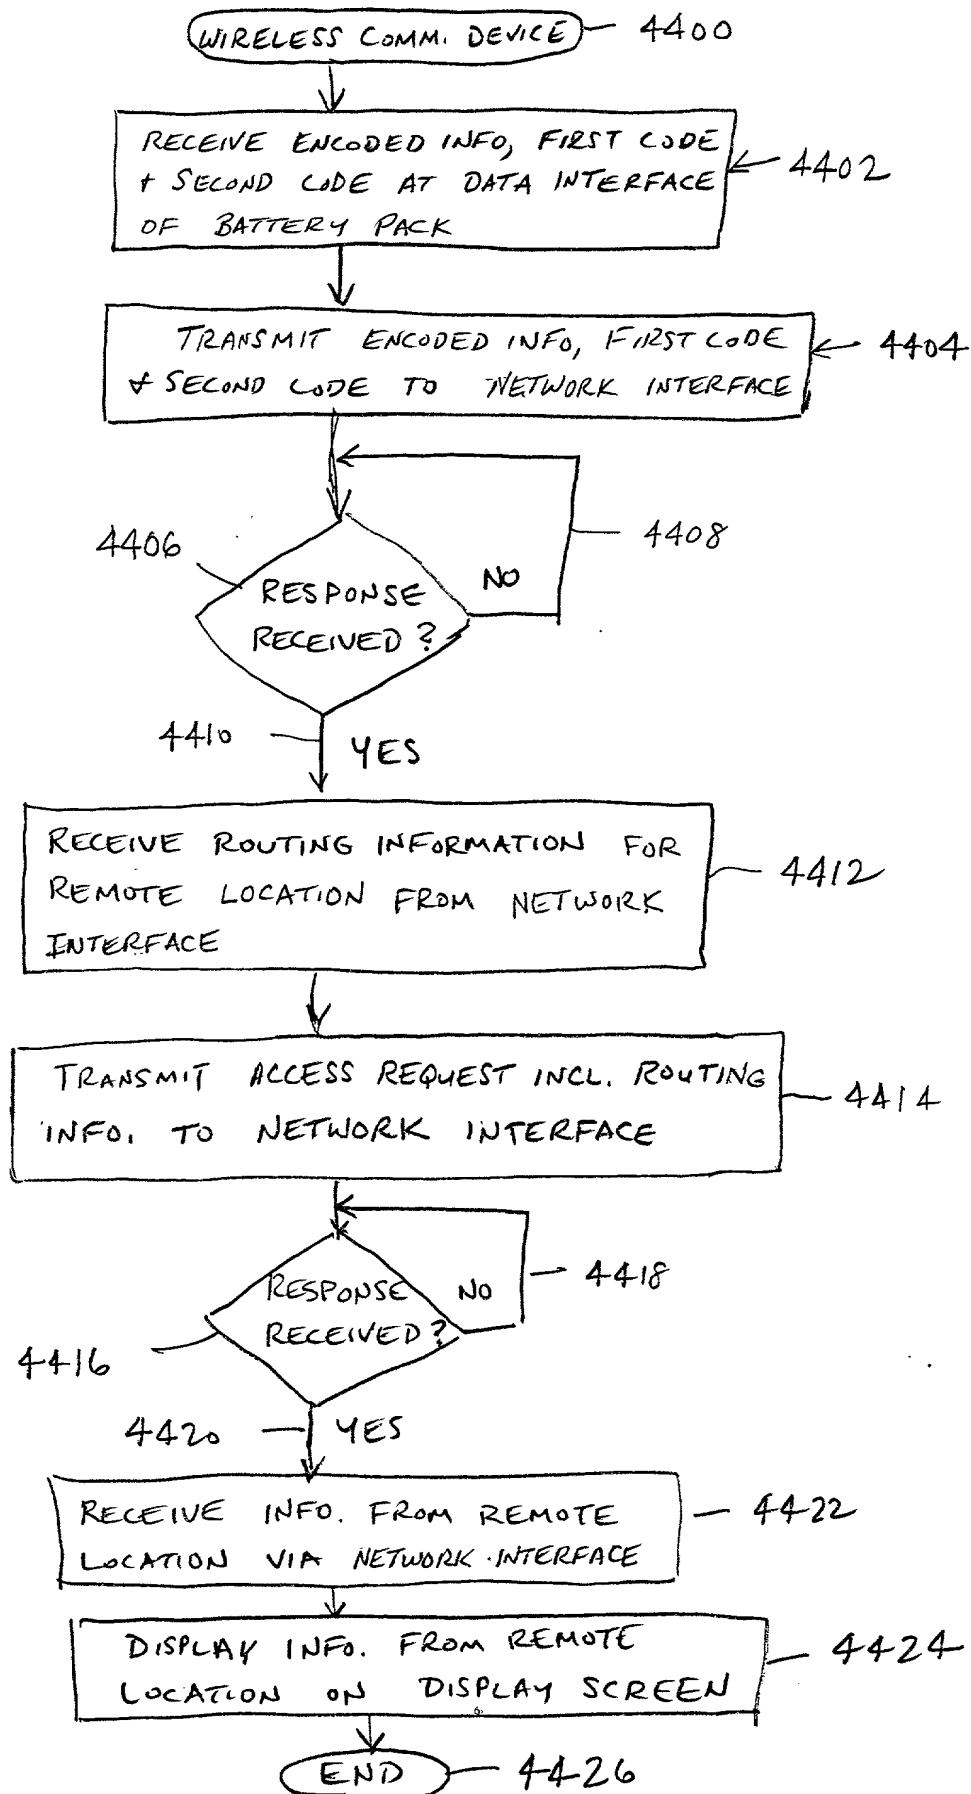 WIRELESS COMM. DEVICE 4400
RECEIVE ENCODED INFO, FIRST CODE
+ SECOND CODE AT DATA INTERFACE
OF BATTERY PACK
4402
TRANSMIT ENCODED INFO, FIRST CODE
+ SECOND CODE TO NETWORK INTERFACE
4404
4406
RESPONSE
RECEIVED?
NO
4408
4410
YES
RECEIVE ROUTING INFORMATION FOR
REMOTE LOCATION FROM NETWORK
INTERFACE
4412
TRANSMIT ACCESS REQUEST INCL. ROUTING
INFO. TO NETWORK INTERFACE
4414
RESPONSE
RECEIVED?
NO
4418
4416
4420
YES
RECEIVE INFO. FROM REMOTE
LOCATION VIA NETWORK INTERFACE
4422
DISPLAY INFO. FROM REMOTE
LOCATION ON DISPLAY SCREEN
4424
END 4426